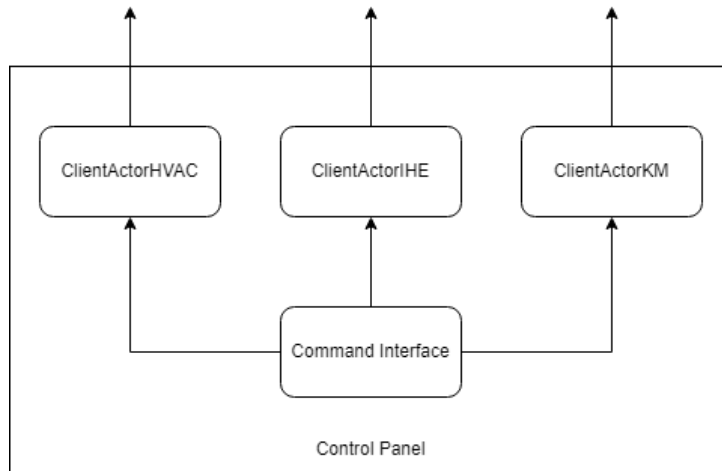 ClientActorHVAC
ClientActorIHE
ClientActorKM
Command Interface
Control Panel